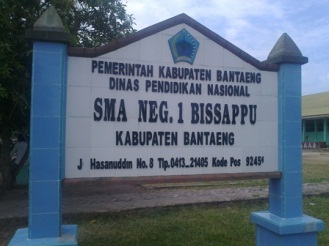 PEMERINTAH KABUPATEN BANTAENG
DINAS PENDIDIKAN NASIONAL
SMA NEG. 1 BISSAPPU
KABUPATEN BANTAENG
J Hasanuddin No. 8 Tlp. 0413_21405 Kode Pos 9245